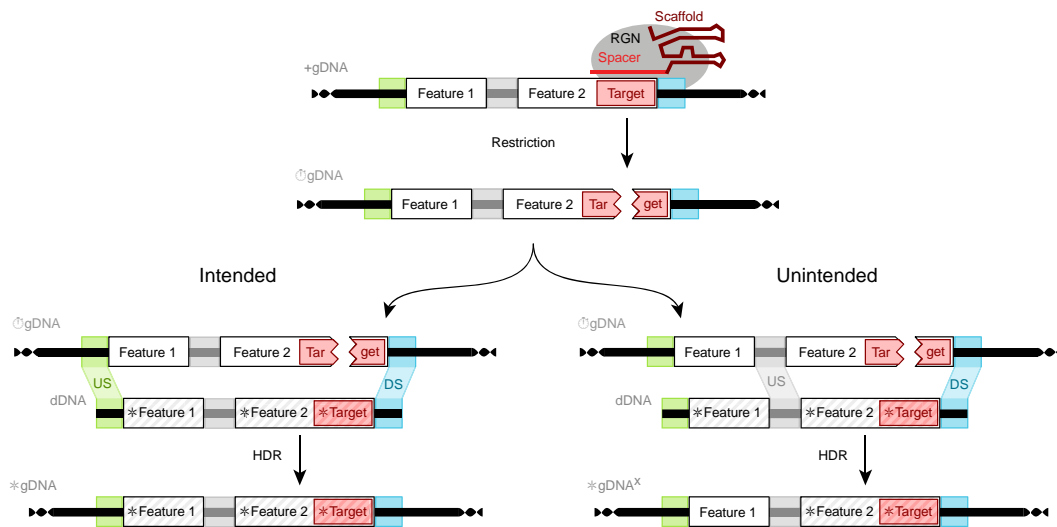 Scaffold
RGN
Spacer
+gDNA
Feature 1
Feature 2
Target
Restriction
⏱gDNA
Feature 1
Feature 2
Tar
get
Intended
Unintended
⏱gDNA
Feature 1
Feature 2
Tar
get
US
DS
dDNA
*Feature 1
*Feature 2
*Target
HDR
*gDNA
*Feature 1
*Feature 2
*Target
⏱gDNA
Feature 1
Feature 2
Tar
get
US
DS
dDNA
*Feature 1
*Feature 2
*Target
HDR
*gDNAˣ
Feature 1
*Feature 2
*Target